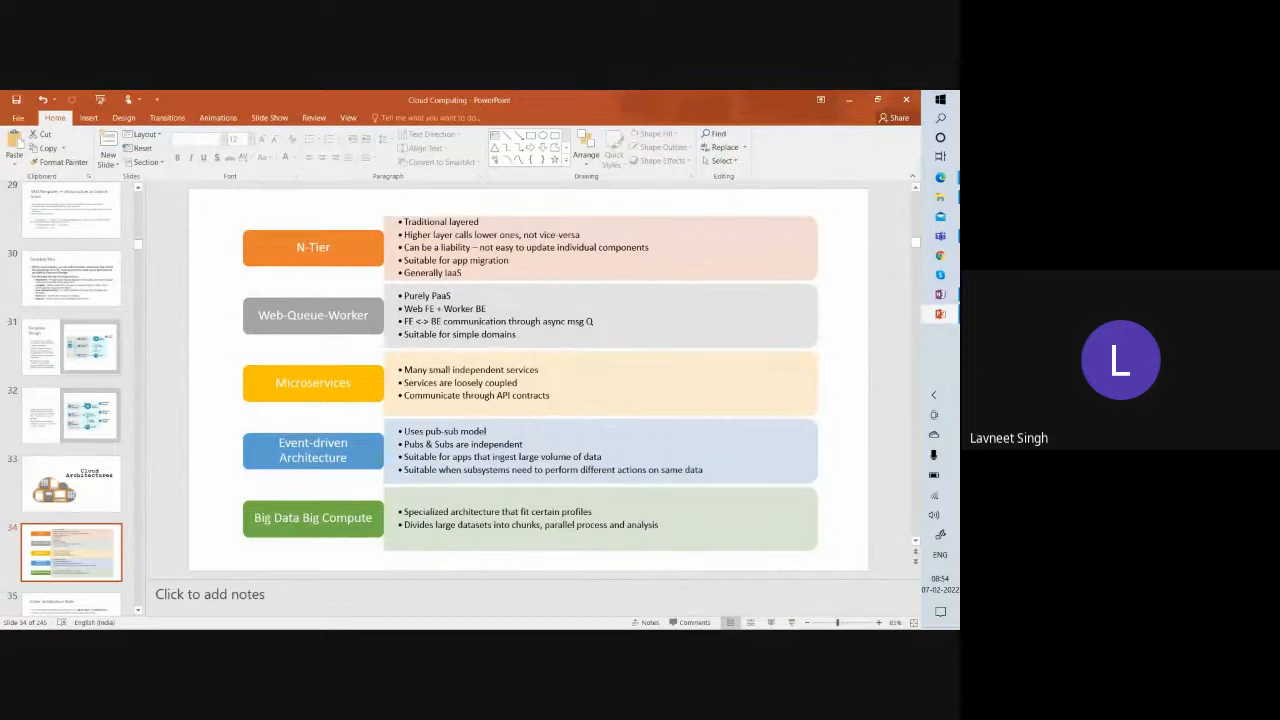 Cloud Computing - PowerPoint
File Home Insert Design Transitions Animations Slide Show Review View Tell me what you want to do... Share
Paste
Cut
Copy
Format Painter
Clipboard
New
Slide
Layout
Reset
Section
Slides
12
Font
Text Direction
Align Text
Convert to SmartArt
Paragraph
Arrange
Quick
Styles
Shape Fill
Shape Outline
Shape Effects
Drawing
Find
Replace
Select
Editing
29
30
31
32
33
Cloud
Architectures
34
35
N-Tier
• Traditional layered
• Higher layer calls lower ones, not vice-versa
• Can be a liability – not easy to update individual components
• Suitable for app migration
• Generally IaaS
Web-Queue-Worker
• Purely PaaS
• Web FE + Worker BE
• FE <-> BE communication through async msg Q
• Suitable for simple domains
Microservices
• Many small independent services
• Services are loosely coupled
• Communicate through API contracts
Event-driven
Architecture
• Uses pub-sub model
• Pubs & Subs are independent
• Suitable for apps that ingest large volume of data
• Suitable when subsystems need to perform different actions on same data
Big Data Big Compute
• Specialized architecture that fit certain profiles
• Divides large datasets into chunks, parallel process and analysis
Click to add notes
Slide 34 of 245 English (India) Notes Comments 85%
ENG
08:54
07-02-2022
L
Lavneet Singh